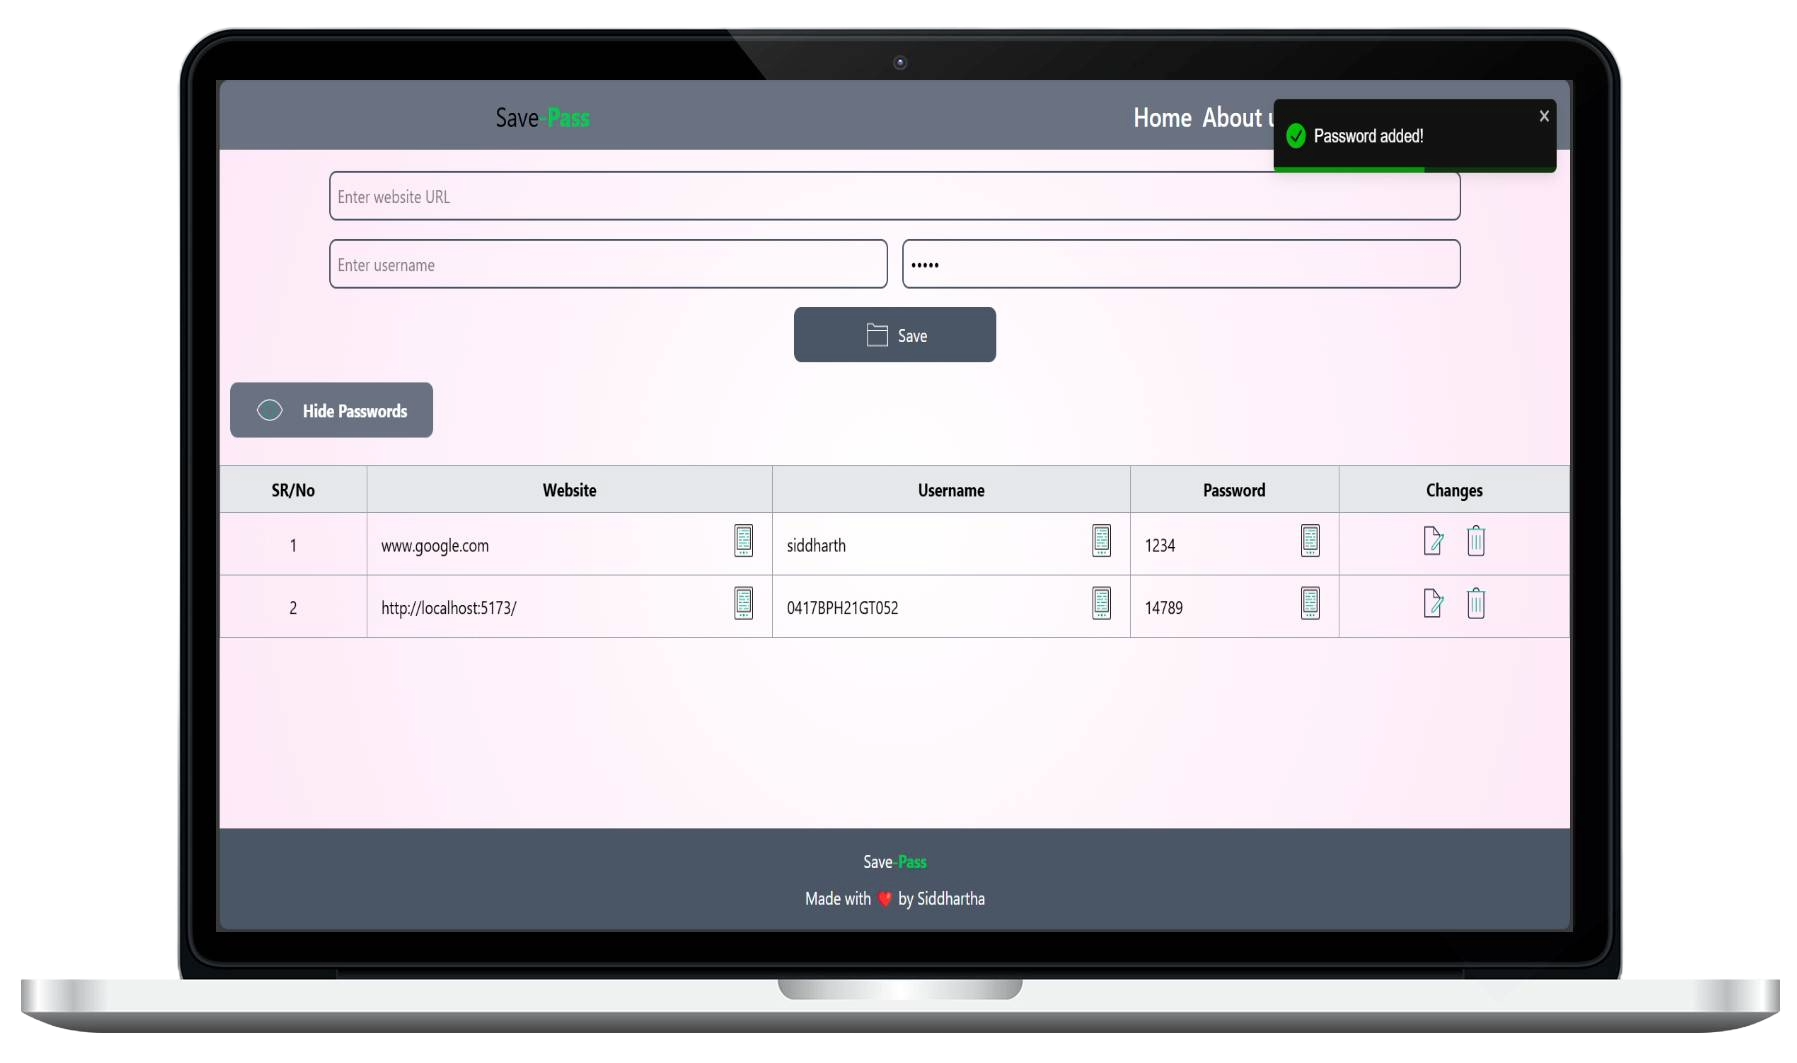 Save-Pass
Home About u
Password added!
Enter website URL
Enter username
•••••
Save
Hide Passwords
SR/No Website Username Password Changes
1 www.google.com siddharth 1234
2 http://localhost:5173/ 0417BPH21GT052 14789
Save-Pass
Made with ❤️ by Siddhartha